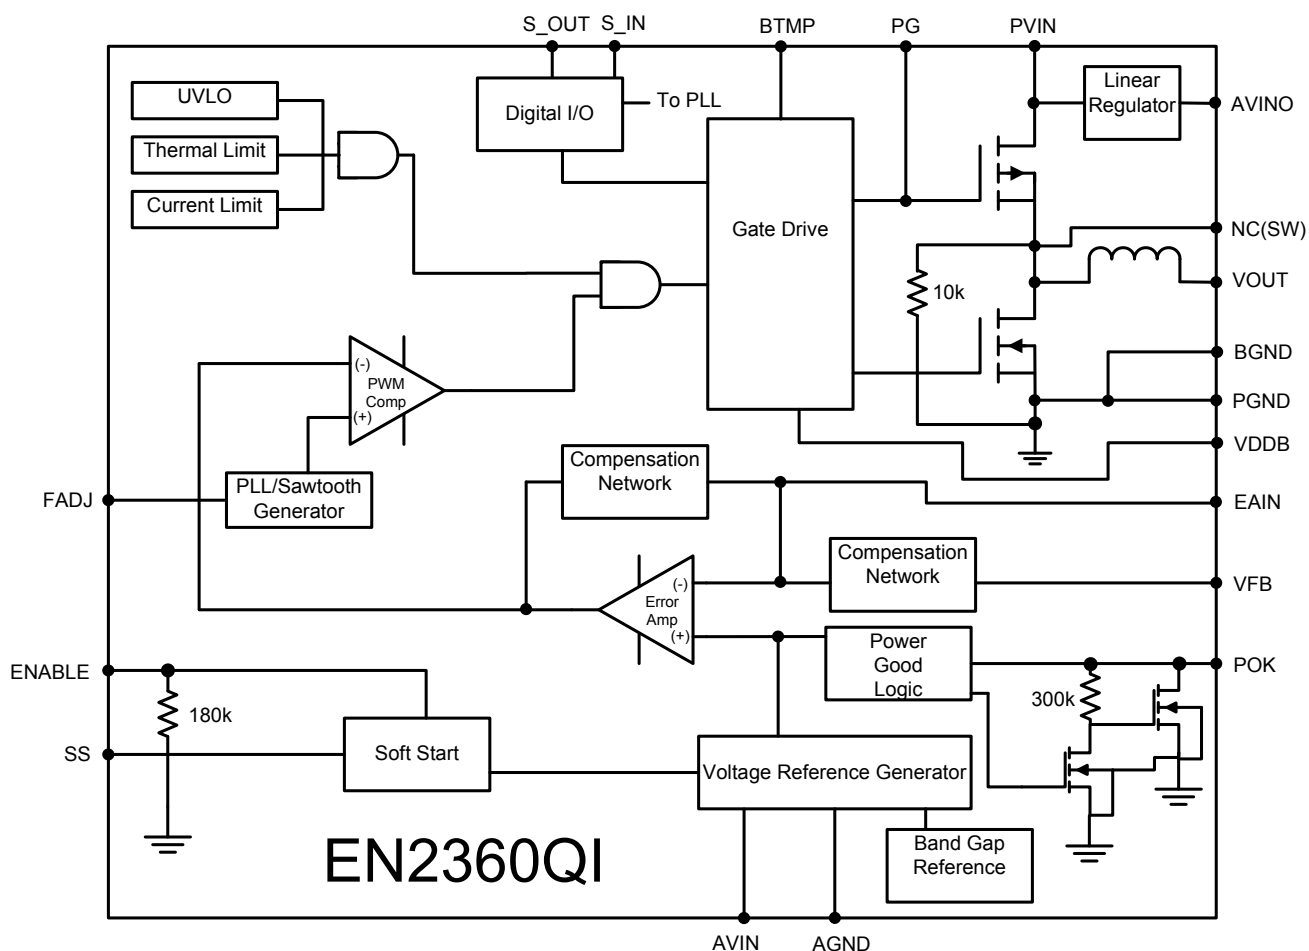 S_OUT S_IN BTMP PG PVIN
UVLO
Thermal Limit
Current Limit
Digital I/O
To PLL
Linear
Regulator
AVINO
Gate Drive
NC(SW)
10k
VOUT
BGND
PGND
VDDB
(-)
PWM
Comp
(+)
FADJ
PLL/Sawtooth
Generator
Compensation
Network
EAIN
(-)
Error
Amp
(+)
Compensation
Network
VFB
ENABLE
180k
SS
Soft Start
Power
Good
Logic
POK
300k
Voltage Reference Generator
Band Gap
Reference
EN2360QI
AVIN AGND